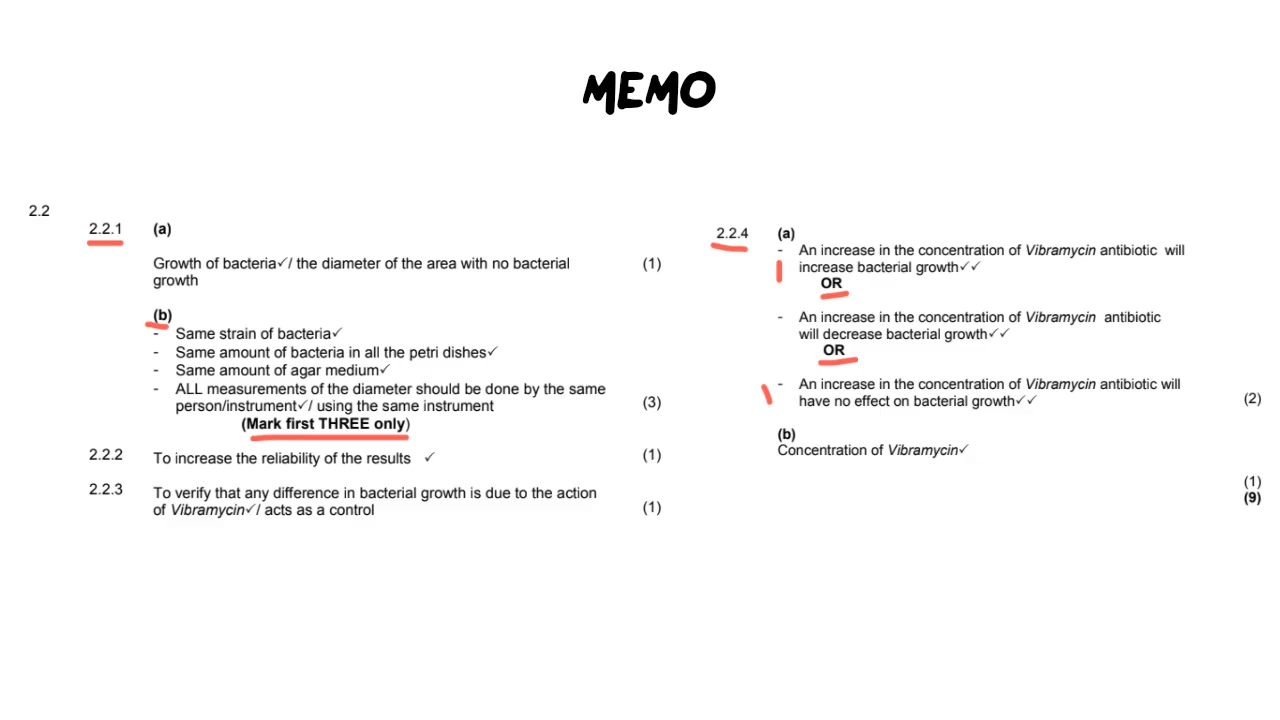 MEMO
2.2
2.2.1 (a)
Growth of bacteria✓/ the diameter of the area with no bacterial (1)
growth
(b)
- Same strain of bacteria✓
- Same amount of bacteria in all the petri dishes✓
- Same amount of agar medium✓
- ALL measurements of the diameter should be done by the same
person/instrument✓/ using the same instrument (3)
(Mark first THREE only)
2.2.2 To increase the reliability of the results ✓ (1)
2.2.3 To verify that any difference in bacterial growth is due to the action
of Vibramycin✓/ acts as a control (1)
2.2.4 (a)
- An increase in the concentration of Vibramycin antibiotic will
increase bacterial growth✓✓
OR
- An increase in the concentration of Vibramycin antibiotic
will decrease bacterial growth✓✓
OR
- An increase in the concentration of Vibramycin antibiotic will
have no effect on bacterial growth✓✓ (2)
(b)
Concentration of Vibramycin✓
(1)
(9)